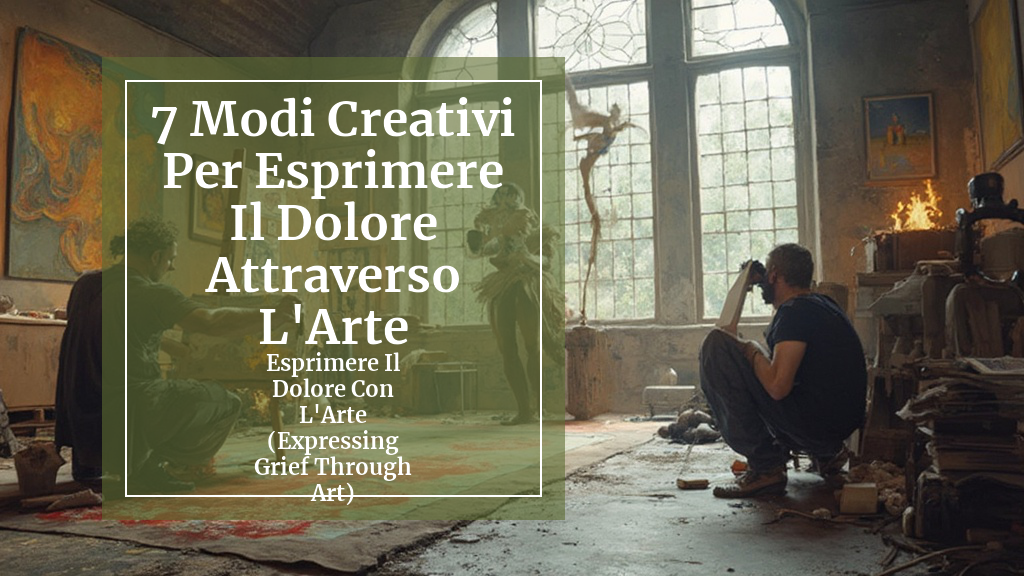 7 Modi Creativi
Per Esprimere
Il Dolore
Attraverso
L'Arte
Esprimere Il
Dolore Con
L'Arte
(Expressing
Grief Through
Art)